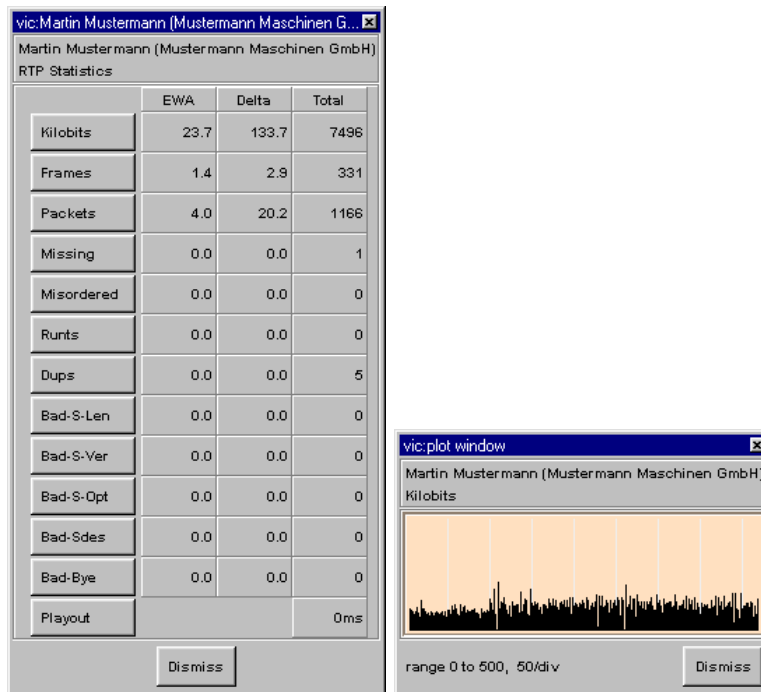 vic:Martin Mustermann (Mustermann Maschinen G...
Martin Mustermann (Mustermann Maschinen GmbH)
RTP Statistics
EWA Delta Total
Kilobits 23.7 133.7 7496
Frames 1.4 2.9 331
Packets 4.0 20.2 1166
Missing 0.0 0.0 1
Misordered 0.0 0.0 0
Runts 0.0 0.0 0
Dups 0.0 0.0 5
Bad-S-Len 0.0 0.0 0
Bad-S-Ver 0.0 0.0 0
Bad-S-Opt 0.0 0.0 0
Bad-Sdes 0.0 0.0 0
Bad-Bye 0.0 0.0 0
Playout 0ms
Dismiss
vic:plot window
Martin Mustermann (Mustermann Maschinen GmbH)
Kilobits
range 0 to 500, 50/div
Dismiss